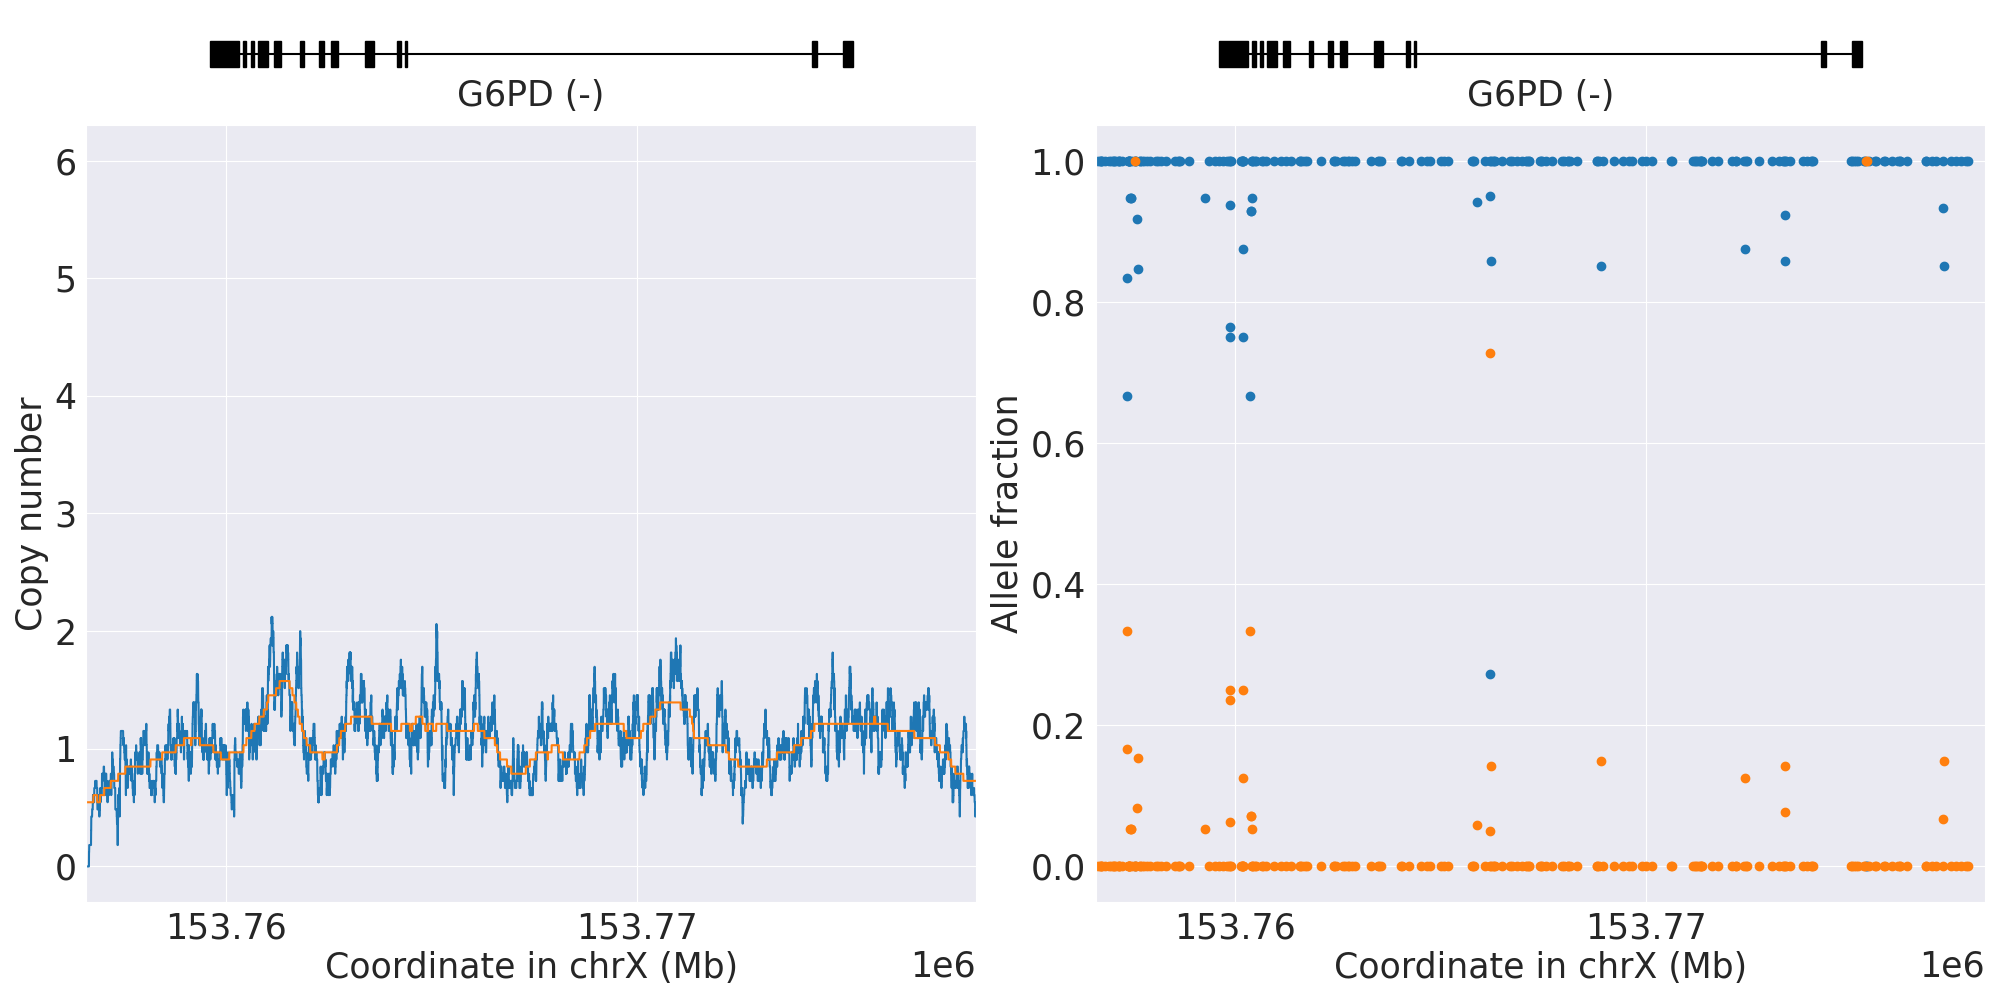 G6PD (-)
6
5
4
3
2
1
0
Copy number
153.76
153.77
Coordinate in chrX (Mb)
1e6
G6PD (-)
1.0
0.8
0.6
0.4
0.2
0.0
Allele fraction
153.76
153.77
Coordinate in chrX (Mb)
1e6